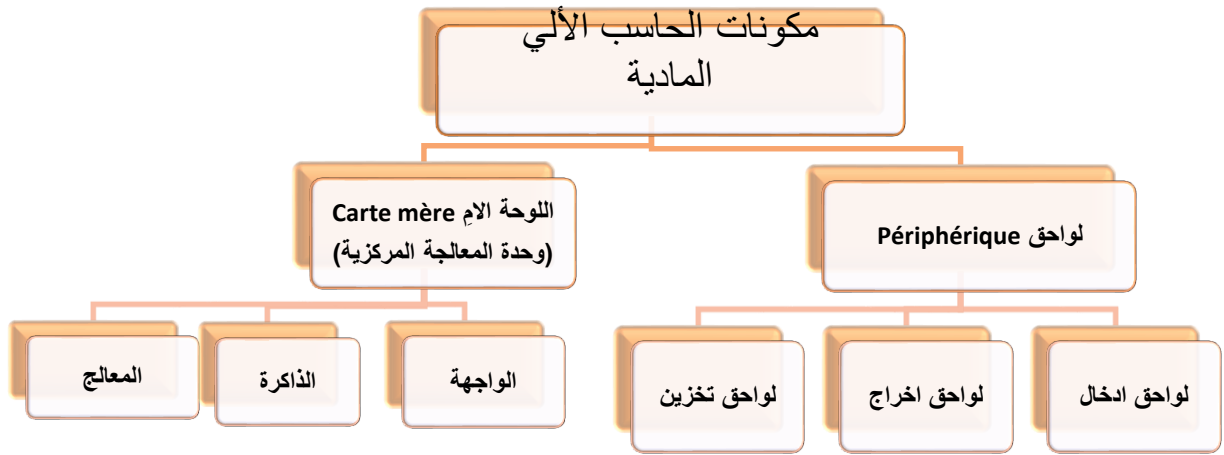 مكونات الحاسب الألي
المادية
لواحق Périphérique
اللوحة الامِ Carte mère
(وحدة المعالجة المركزية)
لواحق ادخال
لواحق اخراج
لواحق تخزين
الواجهة
الذاكرة
المعالج